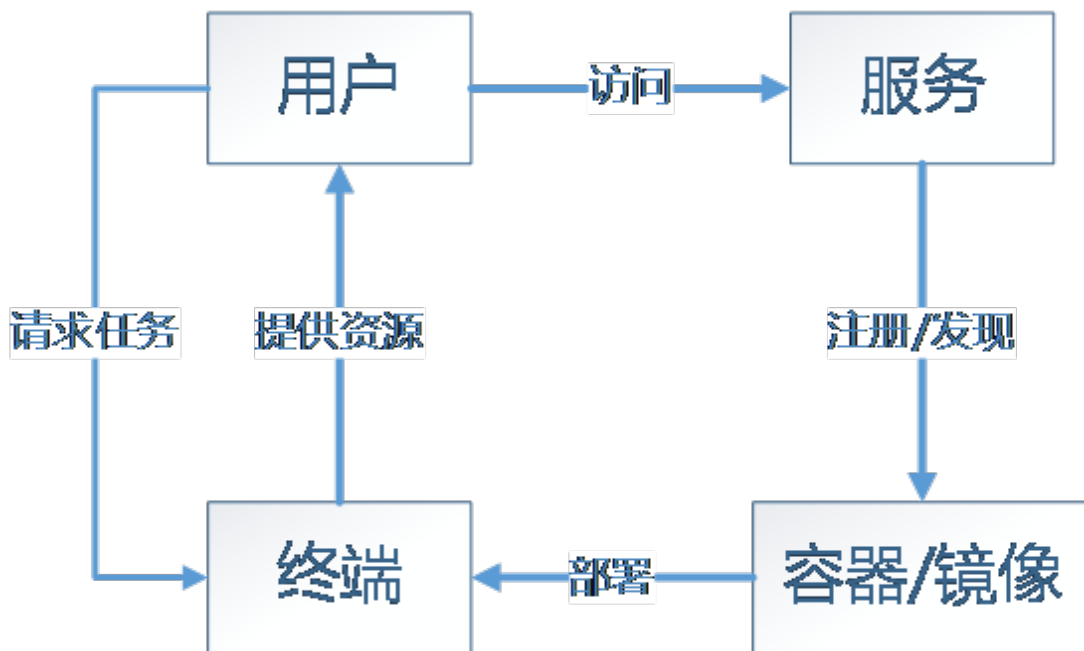 用户
访问
服务
请求任务
提供资源
注册/发现
终端
部署
容器/镜像